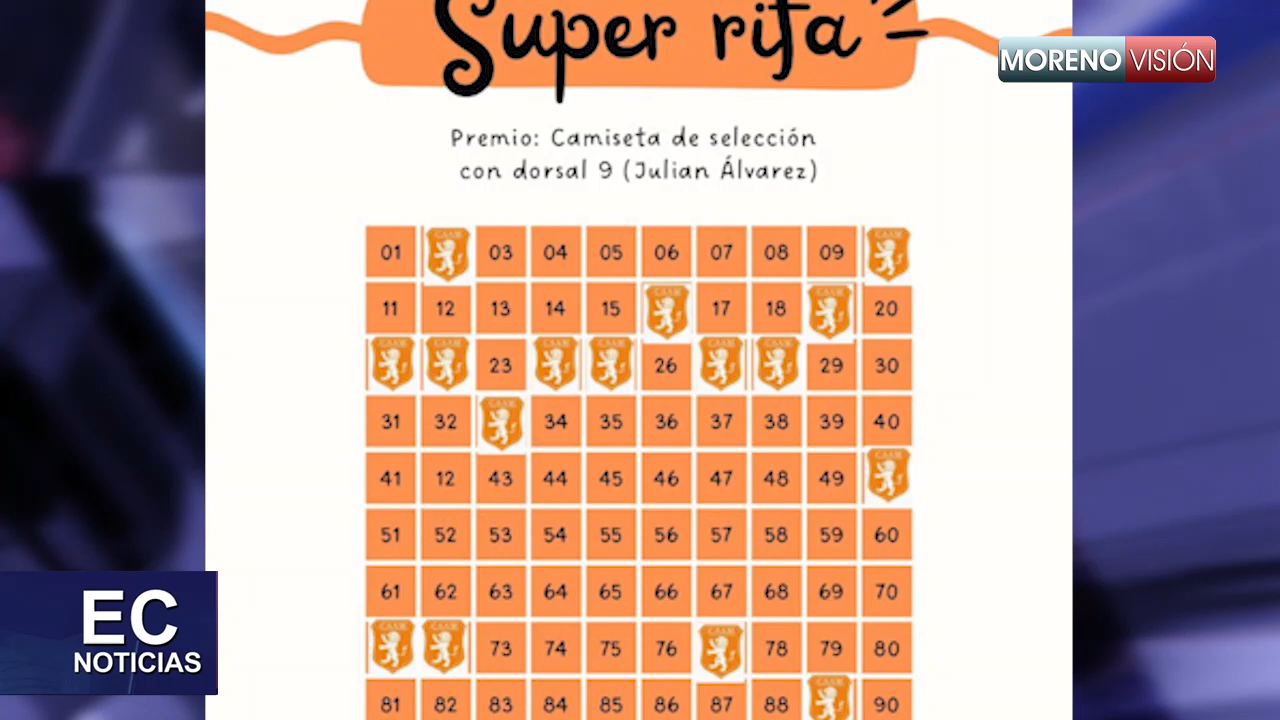 Super rifa
MORENO VISIÓN
Premio: Camiseta de selección
con dorsal 9 (Julian Álvarez)
01 03 04 05 06 07 08 09
11 12 13 14 15 17 18 20
23 26 29 30
31 32 34 35 36 37 38 39 40
41 12 43 44 45 46 47 48 49
51 52 53 54 55 56 57 58 59 60
61 62 63 64 65 66 67 68 69 70
73 74 75 76 78 79 80
81 82 83 84 85 86 87 88 90
EC
NOTICIAS